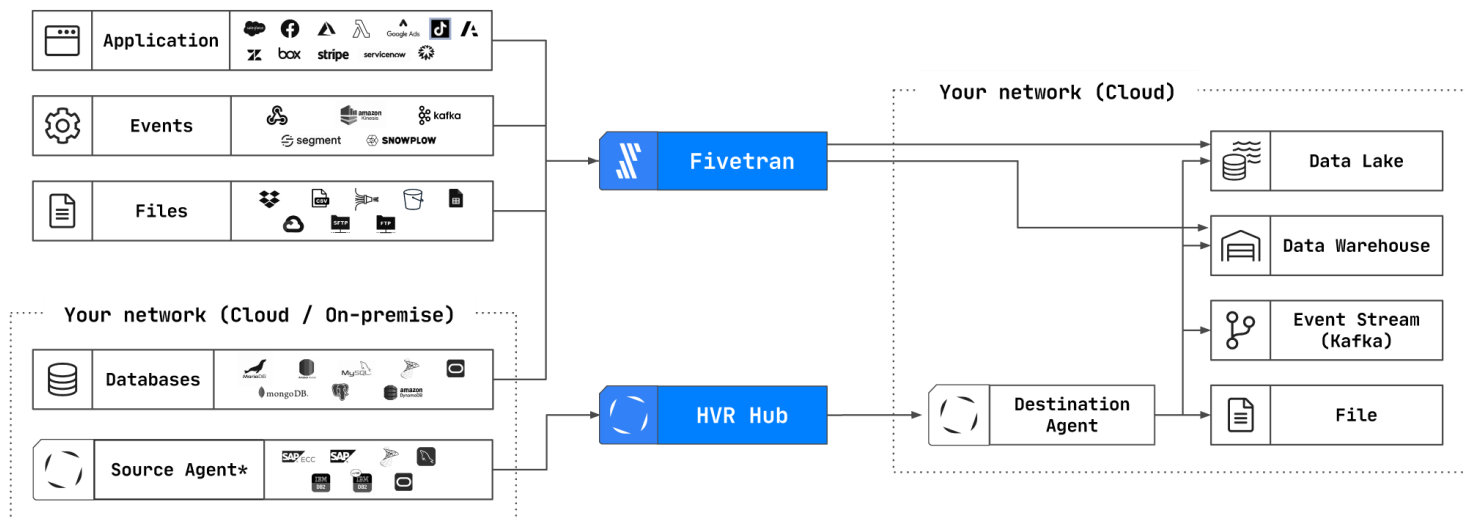 Application
Google Ads
box
stripe
servicenow
Events
amazon
Kinesis
kafka
segment
SNOWPLOW
Files
CSV
SFTP
FTP
Your network (Cloud / On-premise)
Databases
MariaDB
MySQL
mongoDB.
amazon
DynamoDB
Source Agent*
SAP ECC
SAP
IBM
DB2
IBM
DB2
Fivetran
HVR Hub
Your network (Cloud)
Data Lake
Data Warehouse
Event Stream
(Kafka)
Destination
Agent
File